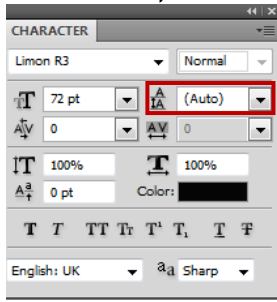 CHARACTER
Limon R3 Normal
72 pt (Auto)
0 0
100% 100%
0 pt Color:
T T TT Tr T¹ T₁ T T
English: UK aa Sharp